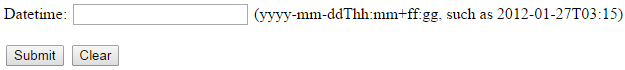 Datetime: (yyyy-mm-ddThh:mm+ff:gg, such as 2012-01-27T03:15)
Submit Clear